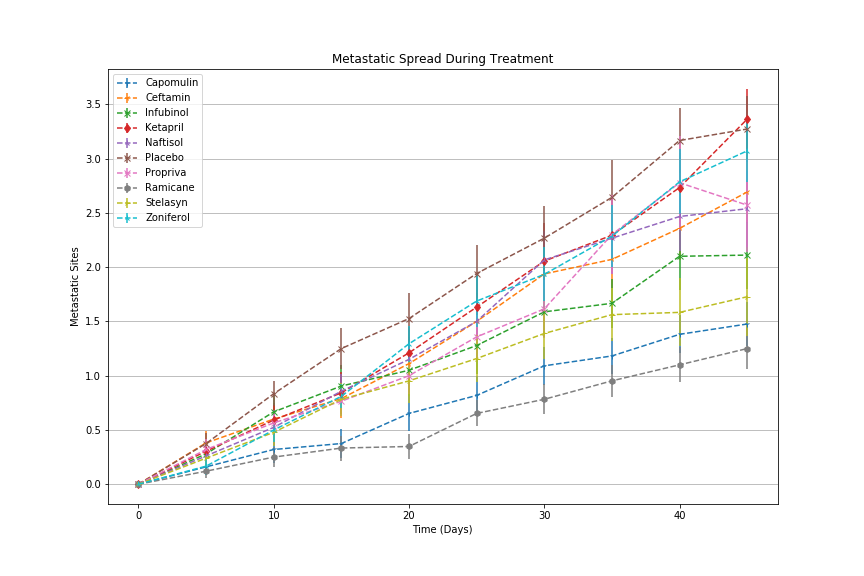 Metastatic Spread During Treatment
Capomulin
Ceftamin
Infubinol
Ketapril
Naftisol
Placebo
Propriva
Ramicane
Stelasyn
Zoniferol
Metastatic Sites
3.5
3.0
2.5
2.0
1.5
1.0
0.5
0.0
0 10 20 30 40
Time (Days)